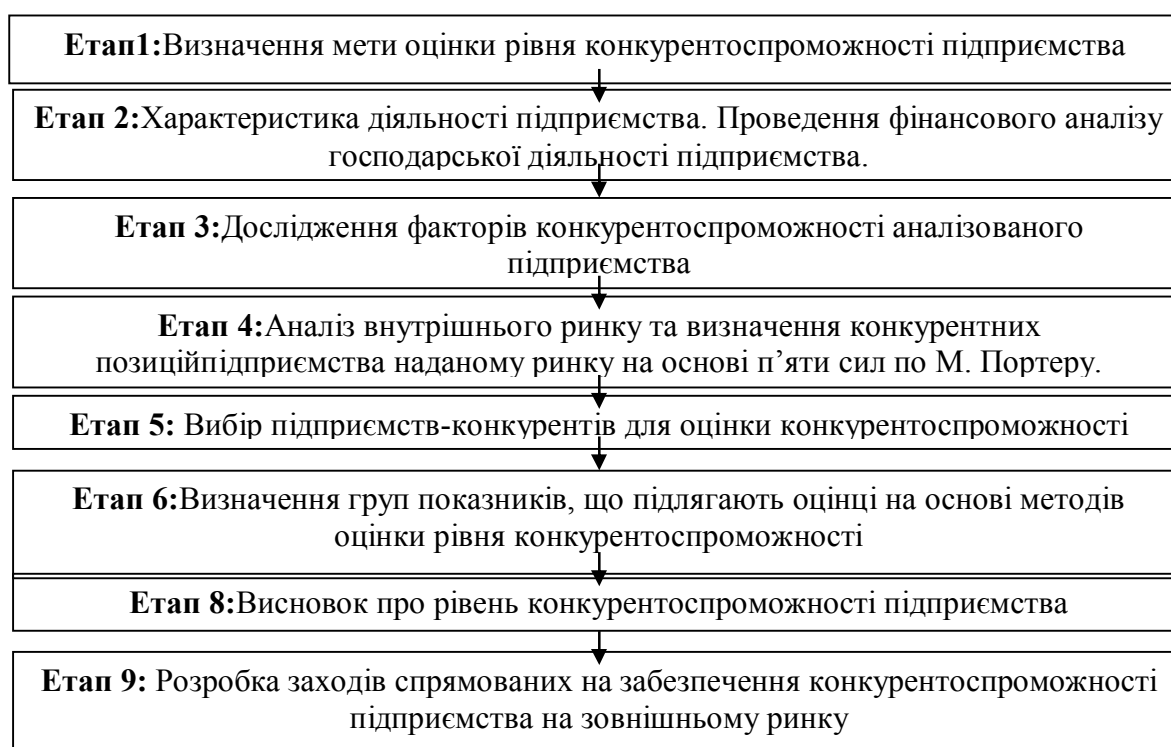 Етап1:Визначення мети оцінки рівня конкурентоспроможності підприємства
Етап 2:Характеристика діяльності підприємства. Проведення фінансового аналізу
господарської діяльності підприємства.
Етап 3:Дослідження факторів конкурентоспроможності аналізованого
підприємства
Етап 4:Аналіз внутрішнього ринку та визначення конкурентних
позиційпідприємства наданому ринку на основі п’яти сил по М. Портеру.
Етап 5: Вибір підприємств-конкурентів для оцінки конкурентоспроможності
Етап 6:Визначення груп показників, що підлягають оцінці на основі методів
оцінки рівня конкурентоспроможності
Етап 8:Висновок про рівень конкурентоспроможності підприємства
Етап 9: Розробка заходів спрямованих на забезпечення конкурентоспроможності
підприємства на зовнішньому ринку